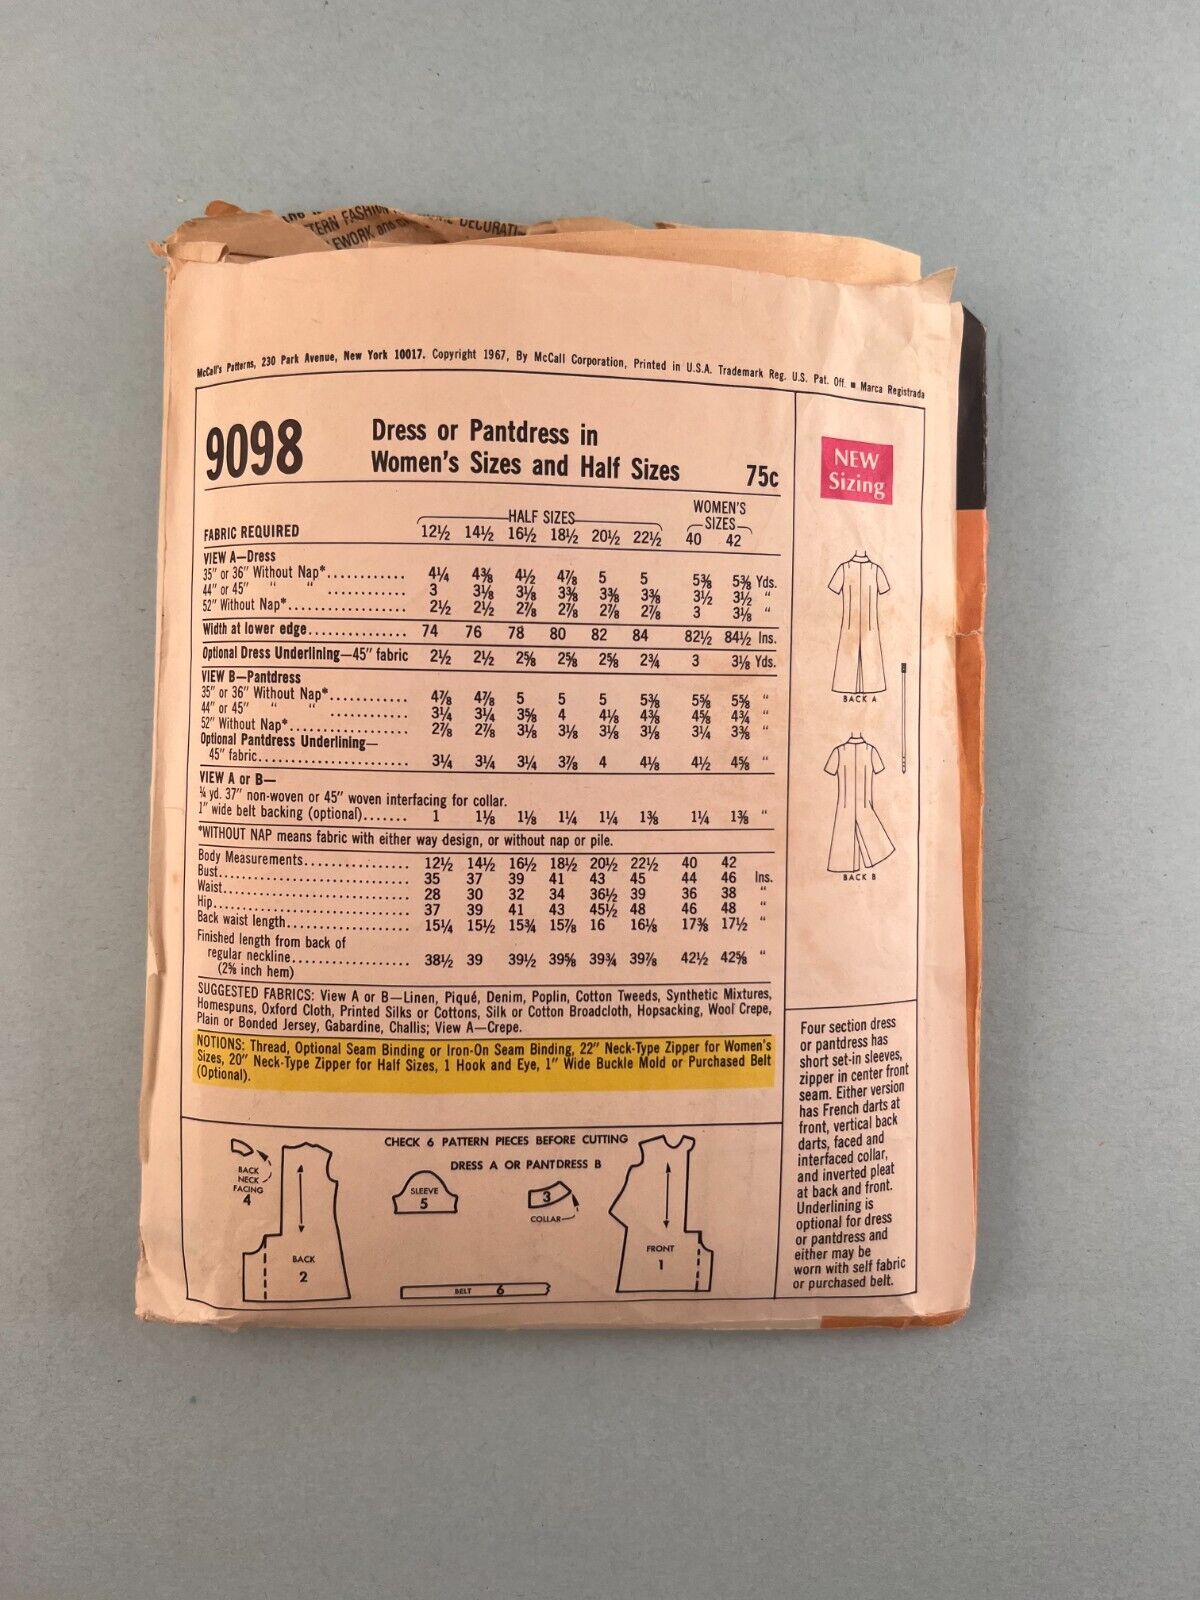 TERN FASHION
DECORATI
EWORK and
McCall's Patterns, 230 Park Avenue, New York 10017. Copyright 1967, By McCall Corporation, Printed in U.S.A. Trademark Reg. U.S. Pat. Off. ■ Marca Registrada
9098
Dress or Pantdress in
Women's Sizes and Half Sizes
75c
NEW
Sizing
FABRIC REQUIRED
HALF SIZES
WOMEN'S
SIZES
12½ 14½ 16½ 18½ 20½ 22½ 40 42
VIEW A—Dress
35" or 36" Without Nap*............ 4¼ 4⅜ 4½ 4⅞ 5 5 5⅜ 5⅜ Yds.
44" or 45" " " ............ 3 3⅛ 3⅛ 3⅜ 3⅜ 3⅜ 3½ 3½ "
52" Without Nap*.................. 2½ 2½ 2⅞ 2⅞ 2⅞ 2⅞ 3 3⅛ "
Width at lower edge............... 74 76 78 80 82 84 82½ 84½ Ins.
Optional Dress Underlining—45" fabric 2½ 2½ 2⅝ 2⅝ 2⅝ 2¾ 3 3⅛ Yds.
VIEW B—Pantdress
35" or 36" Without Nap*........... 4⅞ 4⅞ 5 5 5 5⅜ 5⅝ 5⅝ "
44" or 45" " " ........... 3¼ 3¼ 3⅝ 4 4⅛ 4⅜ 4⅝ 4¾ "
52" Without Nap*.................. 2⅞ 2⅞ 3⅛ 3⅛ 3⅛ 3⅛ 3¼ 3⅜ "
Optional Pantdress Underlining—
45" fabric....................... 3¼ 3¼ 3¼ 3⅞ 4 4⅛ 4½ 4⅝ "
VIEW A or B—
¼ yd. 37" non-woven or 45" woven interfacing for collar.
1" wide belt backing (optional)....... 1 1⅛ 1⅛ 1¼ 1¼ 1⅜ 1¼ 1⅜ "
*WITHOUT NAP means fabric with either way design, or without nap or pile.
Body Measurements................ 12½ 14½ 16½ 18½ 20½ 22½ 40 42
Bust............................. 35 37 39 41 43 45 44 46 Ins.
Waist............................ 28 30 32 34 36½ 39 36 38 "
Hip.............................. 37 39 41 43 45½ 48 46 48 "
Back waist length.................. 15¼ 15½ 15¾ 15⅞ 16 16⅛ 17⅜ 17½ "
Finished length from back of
regular neckline................. 38½ 39 39½ 39⅝ 39¾ 39⅞ 42½ 42⅝ "
(2⅝ inch hem)
SUGGESTED FABRICS: View A or B—Linen, Piqué, Denim, Poplin, Cotton Tweeds, Synthetic Mixtures,
Homespuns, Oxford Cloth, Printed Silks or Cottons, Silk or Cotton Broadcloth, Hopsacking, Wool Crepe,
Plain or Bonded Jersey, Gabardine, Challis; View A—Crepe.
NOTIONS: Thread, Optional Seam Binding or Iron-On Seam Binding, 22" Neck-Type Zipper for Women's
Sizes, 20" Neck-Type Zipper for Half Sizes, 1 Hook and Eye, 1" Wide Buckle Mold or Purchased Belt
(Optional).
BACK A
BACK B
Four section dress
or pantdress has
short set-in sleeves,
zipper in center front
seam. Either version
has French darts at
front, vertical back
darts, faced and
interfaced collar,
and inverted pleat
at back and front.
Underlining is
optional for dress
or pantdress and
either may be
worn with self fabric
or purchased belt.
CHECK 6 PATTERN PIECES BEFORE CUTTING
DRESS A OR PANTDRESS B
BACK
NECK
FACING
4
BACK
2
SLEEVE
5
3
COLLAR
BELT 6
FRONT
1